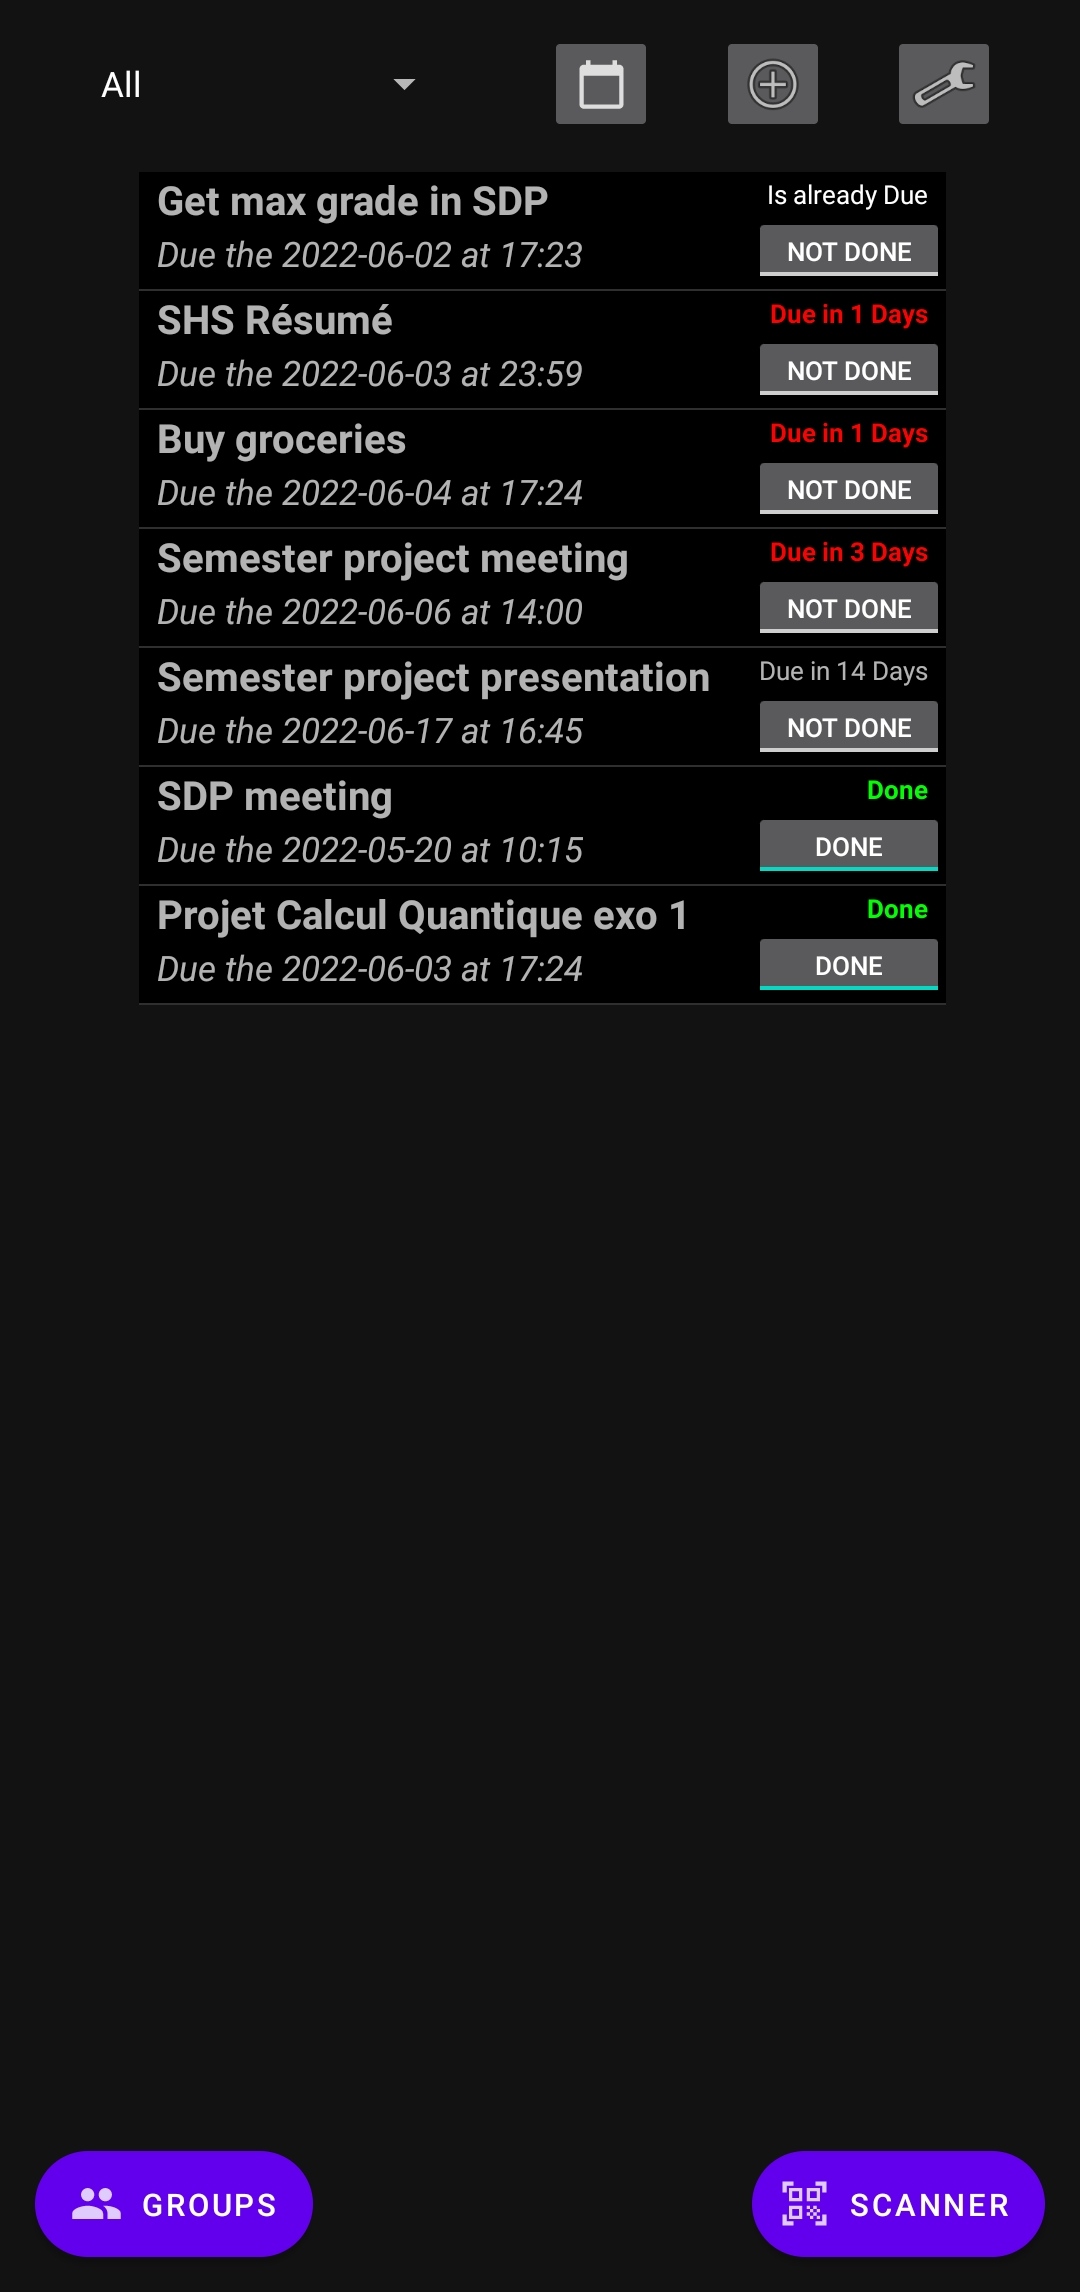 All
Get max grade in SDP
Is already Due
Due the 2022-06-02 at 17:23
NOT DONE
SHS Résumé
Due in 1 Days
Due the 2022-06-03 at 23:59
NOT DONE
Buy groceries
Due in 1 Days
Due the 2022-06-04 at 17:24
NOT DONE
Semester project meeting
Due in 3 Days
Due the 2022-06-06 at 14:00
NOT DONE
Semester project presentation
Due in 14 Days
Due the 2022-06-17 at 16:45
NOT DONE
SDP meeting
Done
Due the 2022-05-20 at 10:15
DONE
Projet Calcul Quantique exo 1
Done
Due the 2022-06-03 at 17:24
DONE
GROUPS
SCANNER